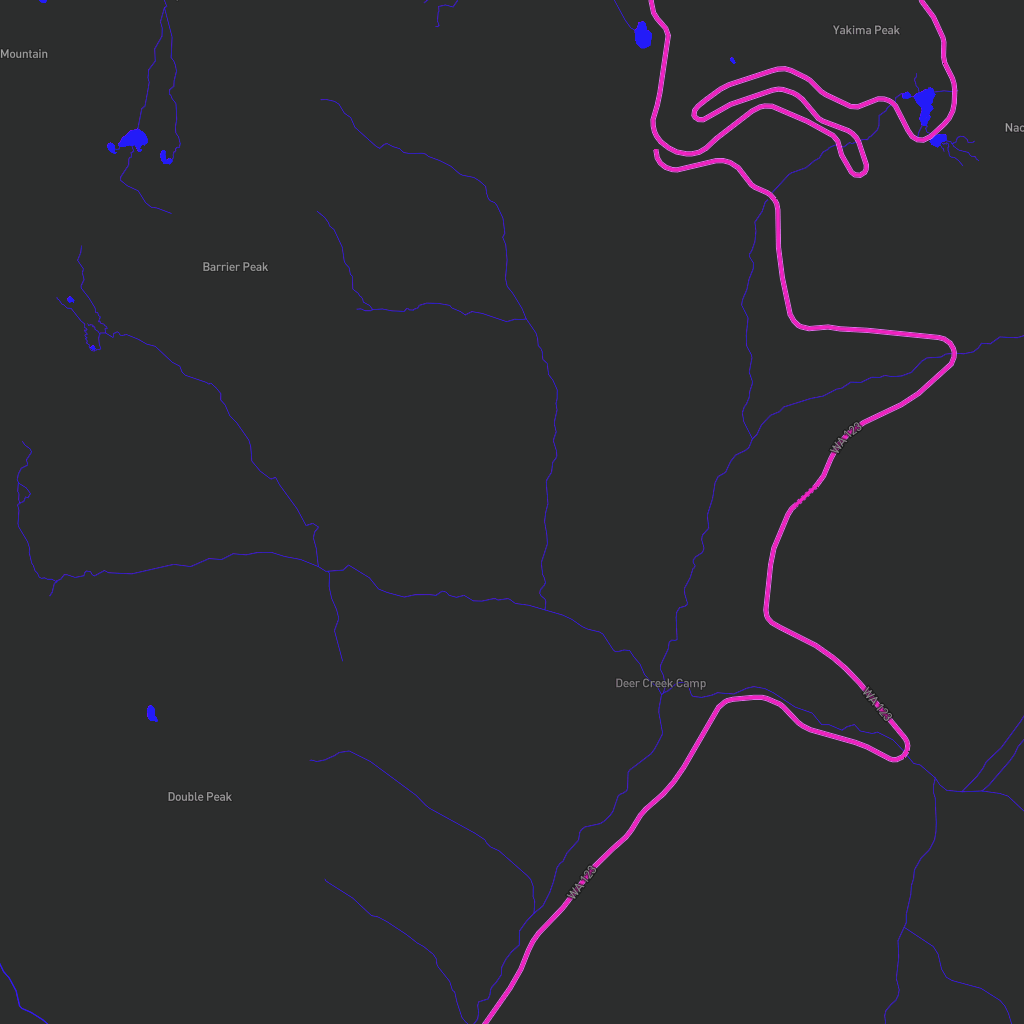 Yakima Peak
Mountain
Nac
Barrier Peak
WA 123
Deer Creek Camp
WA 123
Double Peak
WA 123